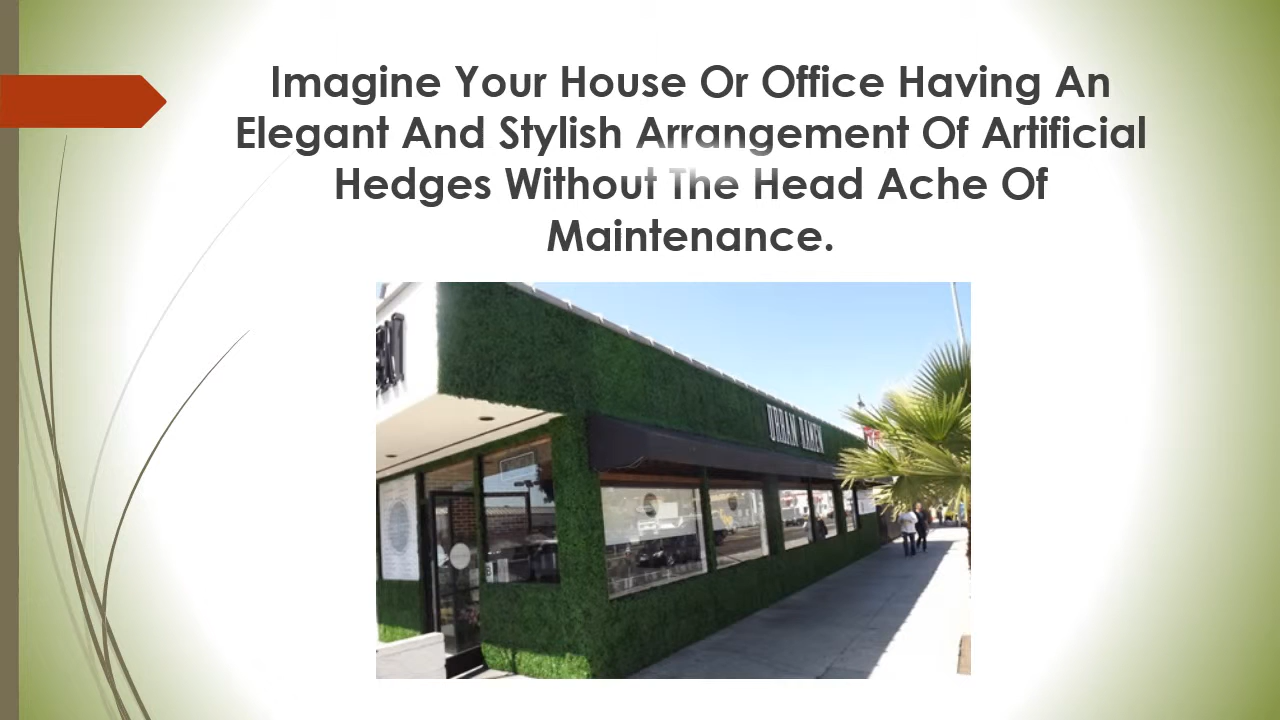 Imagine Your House Or Office Having An
Elegant And Stylish Arrangement Of Artificial
Hedges Without The Head Ache Of
Maintenance.
URBAN RAMEN